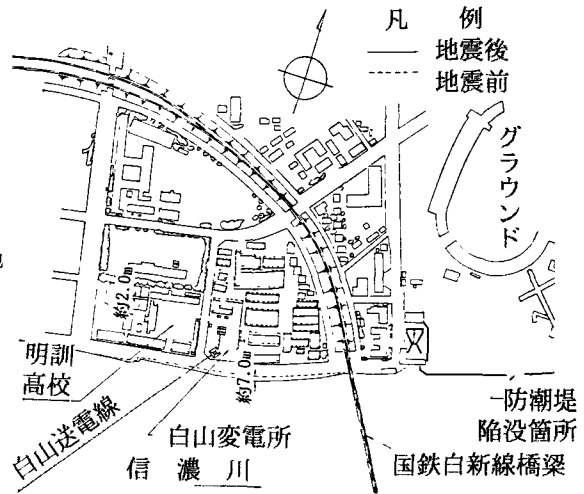 凡 例
地震後
地震前
グラウンド
約2.0m
明訓
高校
約7.0m
白山送電線
白山変電所
信濃川
防潮堤
陥没箇所
国鉄白新線橋梁